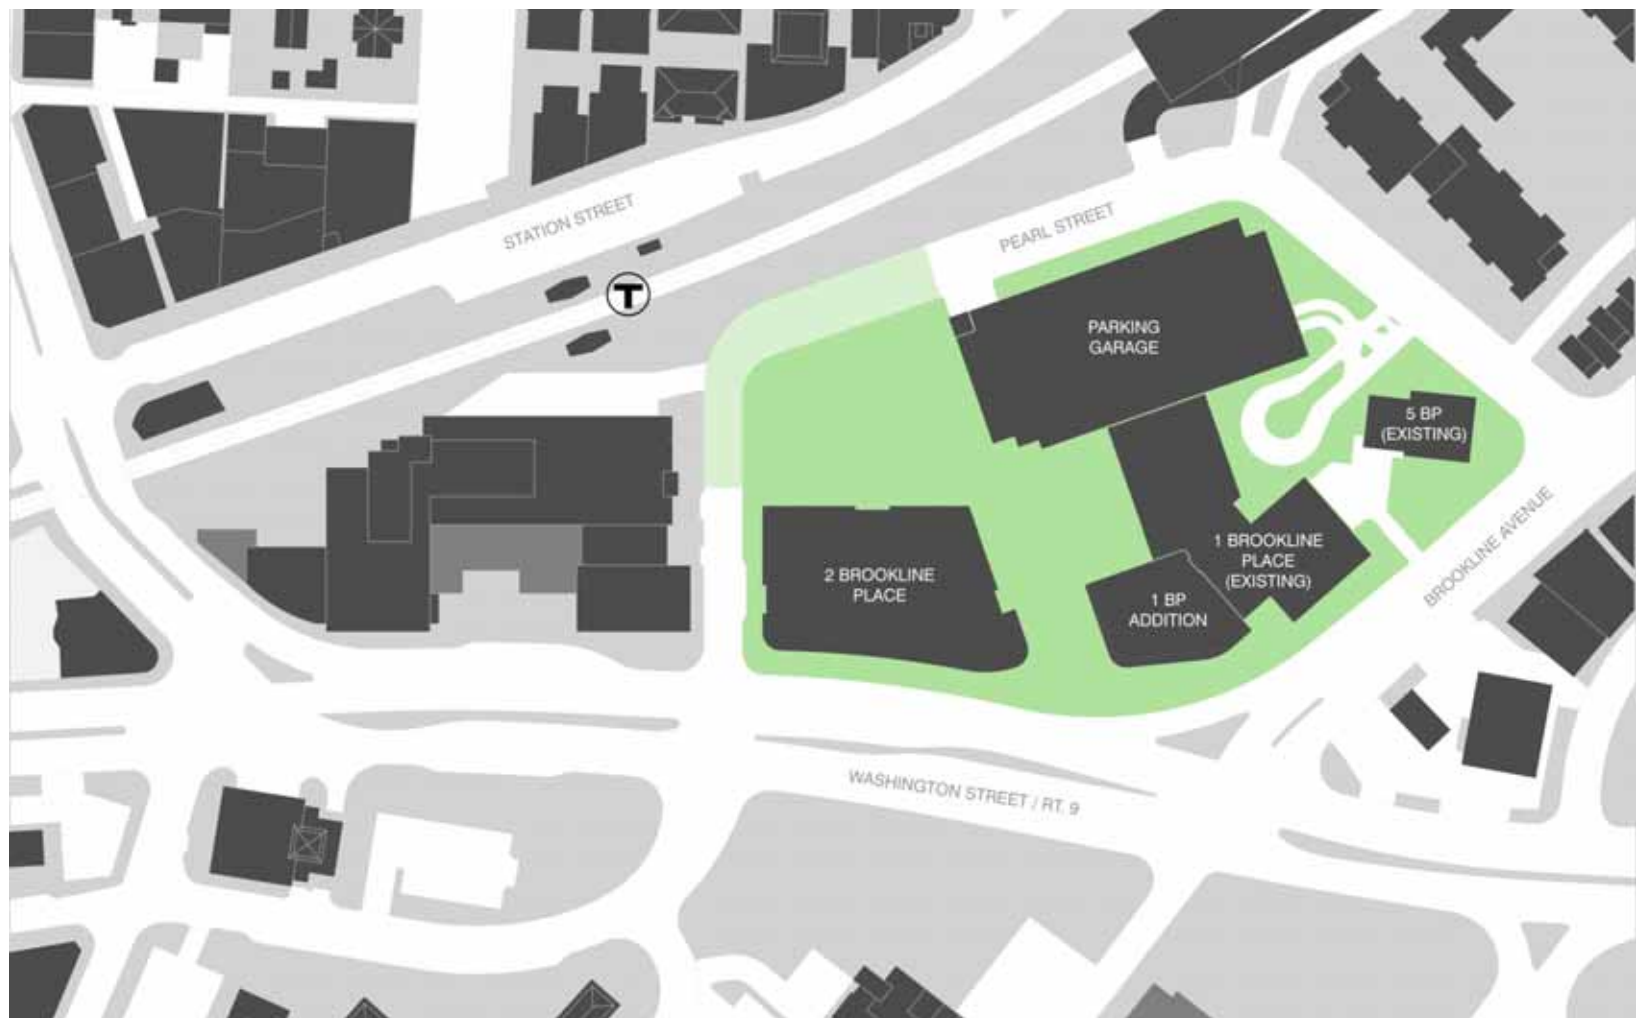 STATION STREET
PEARL STREET
T
PARKING
GARAGE
5 BP
(EXISTING)
BROOKLINE AVENUE
1 BROOKLINE
PLACE
(EXISTING)
2 BROOKLINE
PLACE
1 BP
ADDITION
WASHINGTON STREET / RT. 9